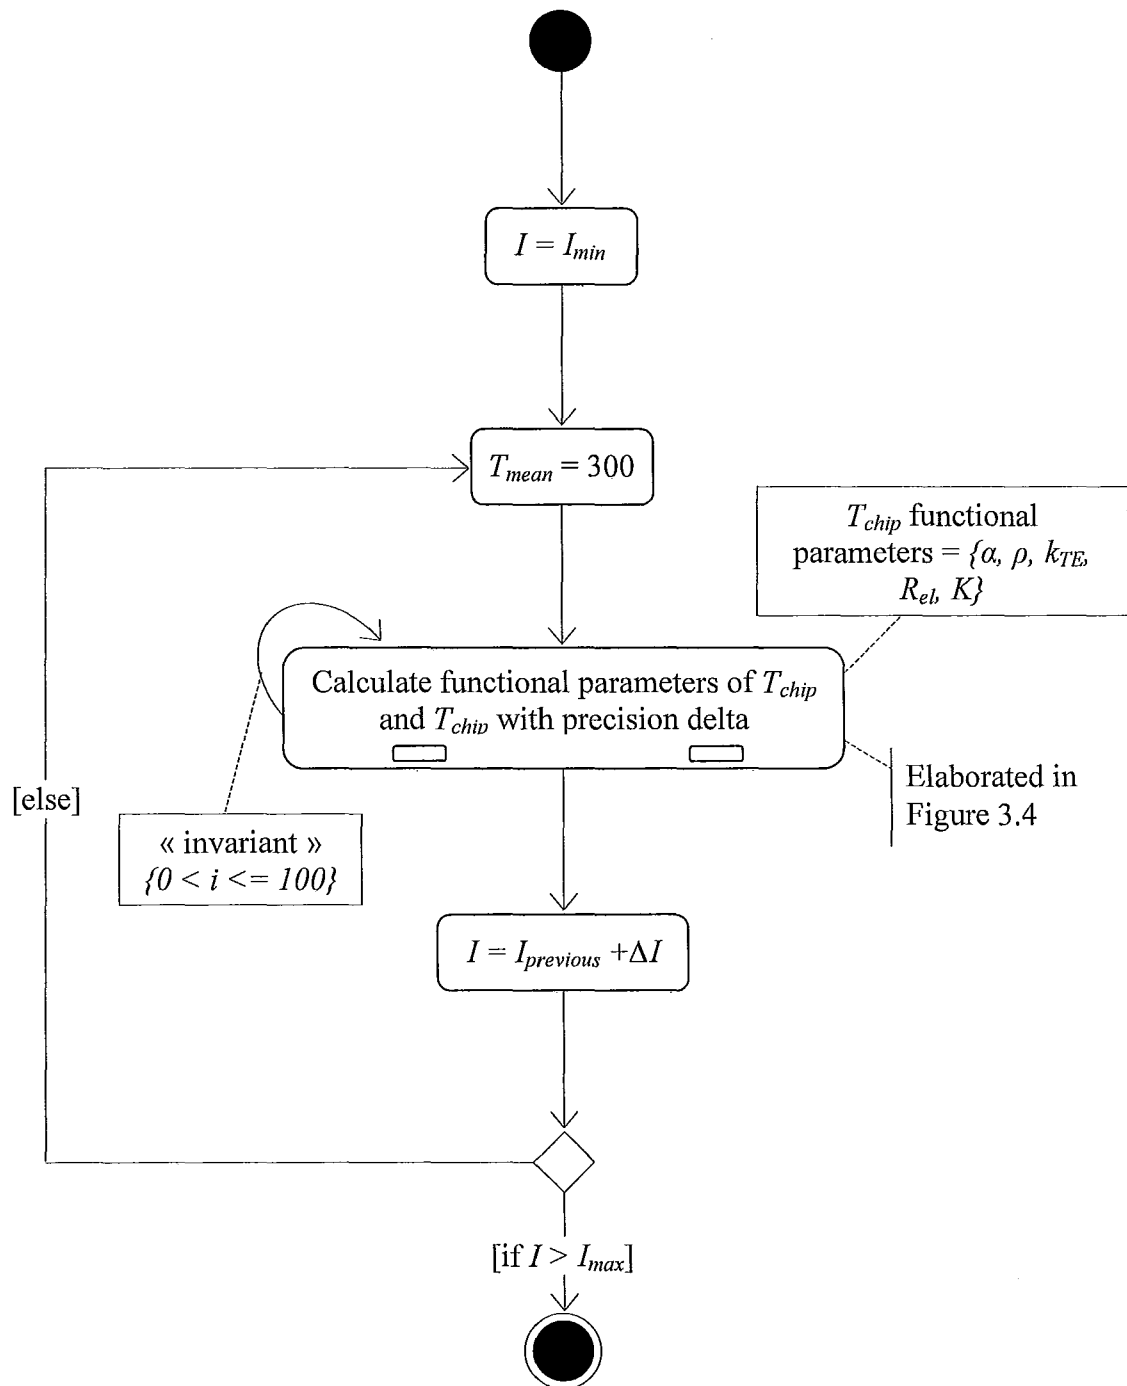 I = I_min
T_mean = 300
T_chip functional
parameters = {α, ρ, k_TE,
R_el, K}
Calculate functional parameters of T_chip
and T_chip with precision delta
Elaborated in
Figure 3.4
[else]
« invariant »
{0 < i <= 100}
I = I_previous +ΔI
[if I > I_max]